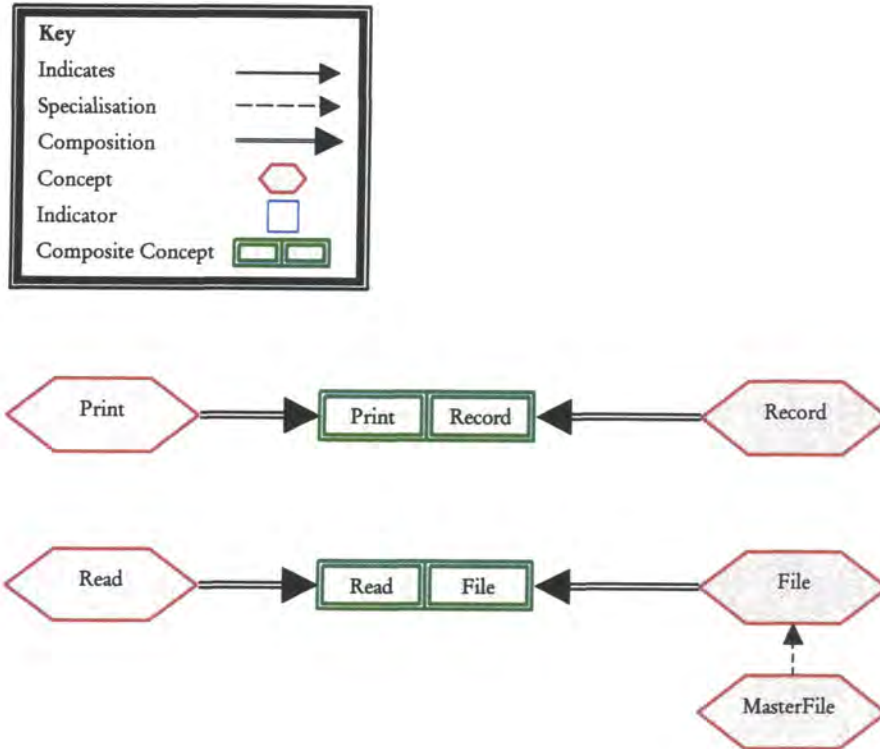 Key
Indicates
Specialisation
Composition
Concept
Indicator
Composite Concept
Print Print Record Record
Read Read File File
MasterFile